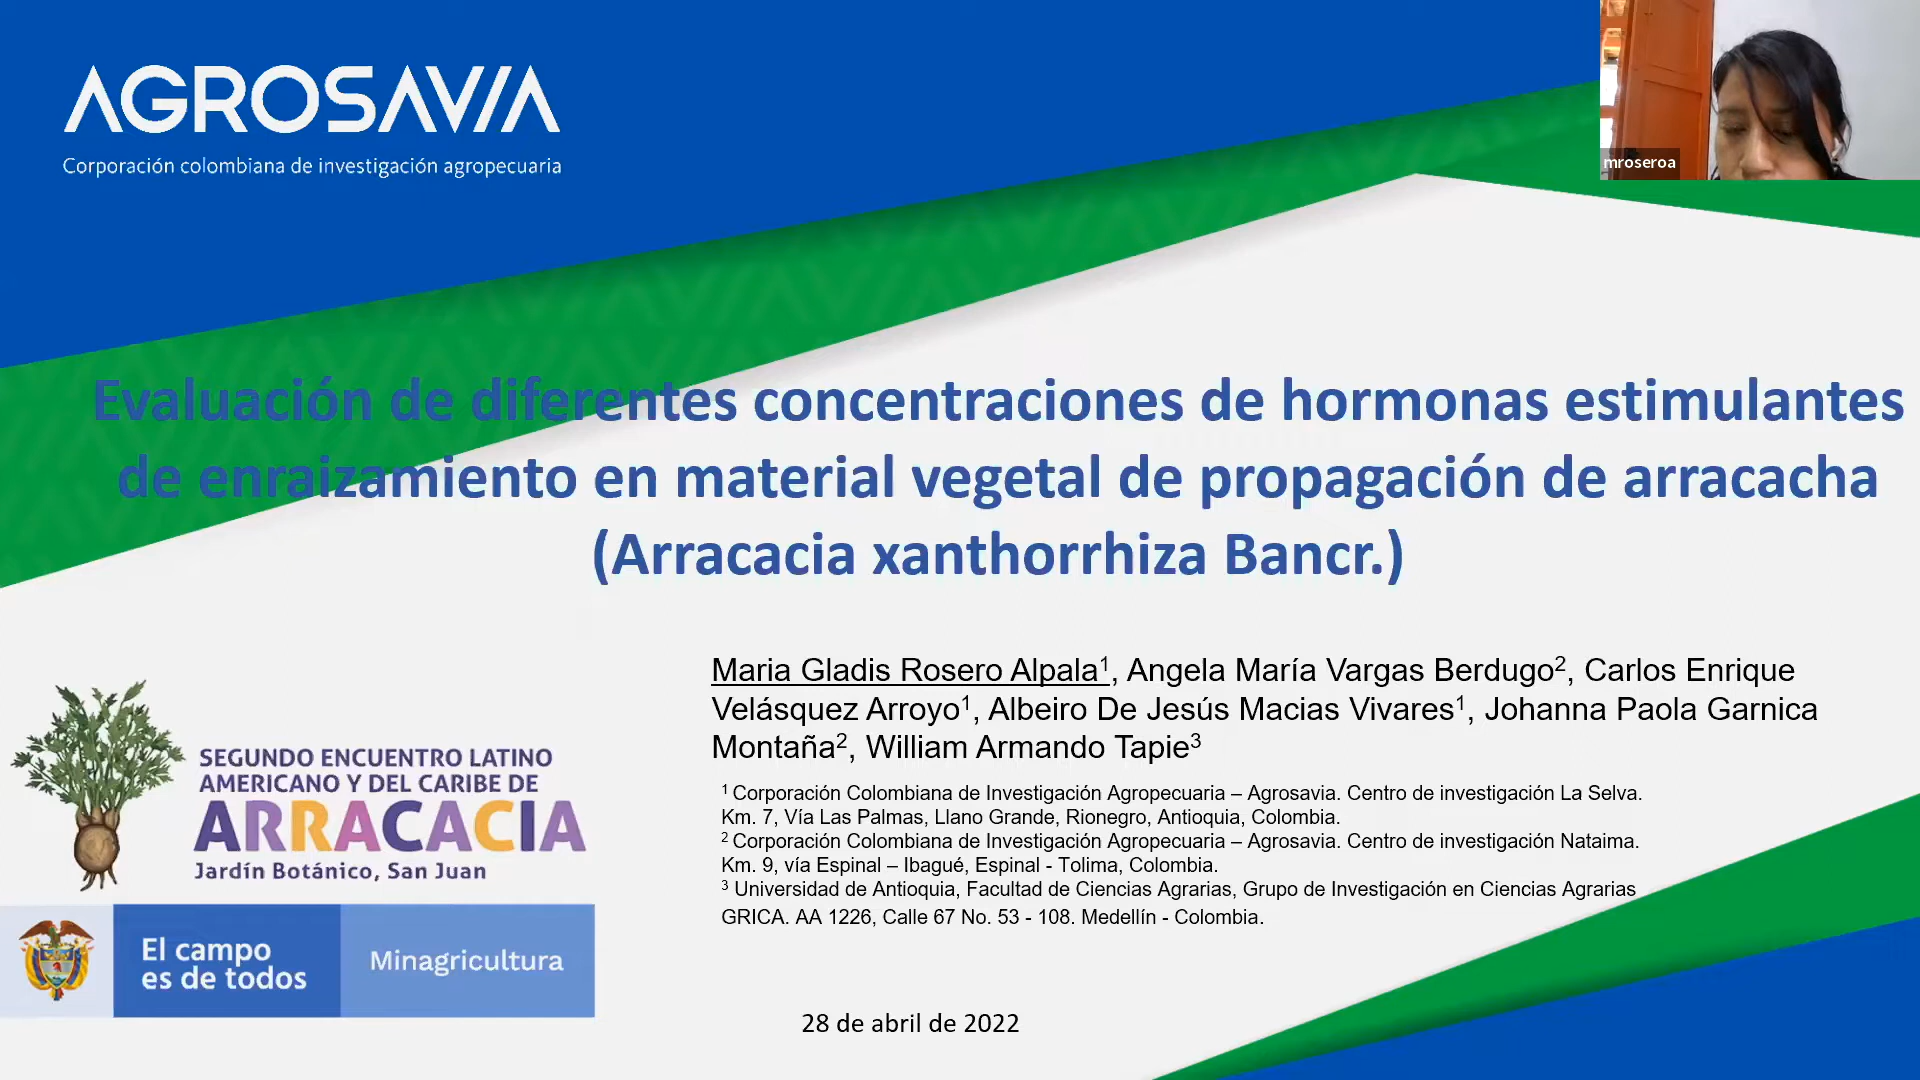 AGROSAVIA
Corporación colombiana de investigación agropecuaria
mroseroa
Evaluación de diferentes concentraciones de hormonas estimulantes
de enraizamiento en material vegetal de propagación de arracacha
(Arracacia xanthorrhiza Bancr.)
Maria Gladis Rosero Alpala¹, Angela María Vargas Berdugo², Carlos Enrique
Velásquez Arroyo¹, Albeiro De Jesús Macias Vivares¹, Johanna Paola Garnica
Montaña², William Armando Tapie³
¹ Corporación Colombiana de Investigación Agropecuaria – Agrosavia. Centro de investigación La Selva.
Km. 7, Vía Las Palmas, Llano Grande, Rionegro, Antioquia, Colombia.
² Corporación Colombiana de Investigación Agropecuaria – Agrosavia. Centro de investigación Nataima.
Km. 9, vía Espinal – Ibagué, Espinal - Tolima, Colombia.
³ Universidad de Antioquia, Facultad de Ciencias Agrarias, Grupo de Investigación en Ciencias Agrarias
GRICA. AA 1226, Calle 67 No. 53 - 108. Medellín - Colombia.
SEGUNDO ENCUENTRO LATINO
AMERICANO Y DEL CARIBE DE
ARRACACIA
Jardín Botánico, San Juan
El campo
es de todos
Minagricultura
28 de abril de 2022